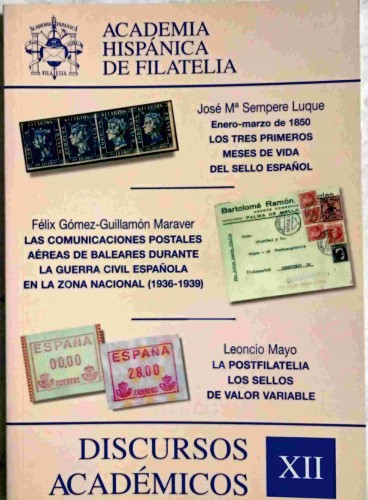 ACADEMIA
HISPÁNICA
DE FILATELIA
José Mª Sempere Luque
Enero-marzo de 1850
LOS TRES PRIMEROS
MESES DE VIDA
DEL SELLO ESPAÑOL
Bartolomé Ramón
PALMA DE
Félix Gómez-Guillamón Maraver
LAS COMUNICACIONES POSTALES
AÉREAS DE BALEARES DURANTE
LA GUERRA CIVIL ESPAÑOLA
EN LA ZONA NACIONAL (1936-1939)
ESPAÑA
00.00
CORREOS
ESPAÑA
28.00
CORREOS
Leoncio Mayo
LA POSTFILATELIA
LOS SELLOS
DE VALOR VARIABLE
DISCURSOS
ACADÉMICOS
XII